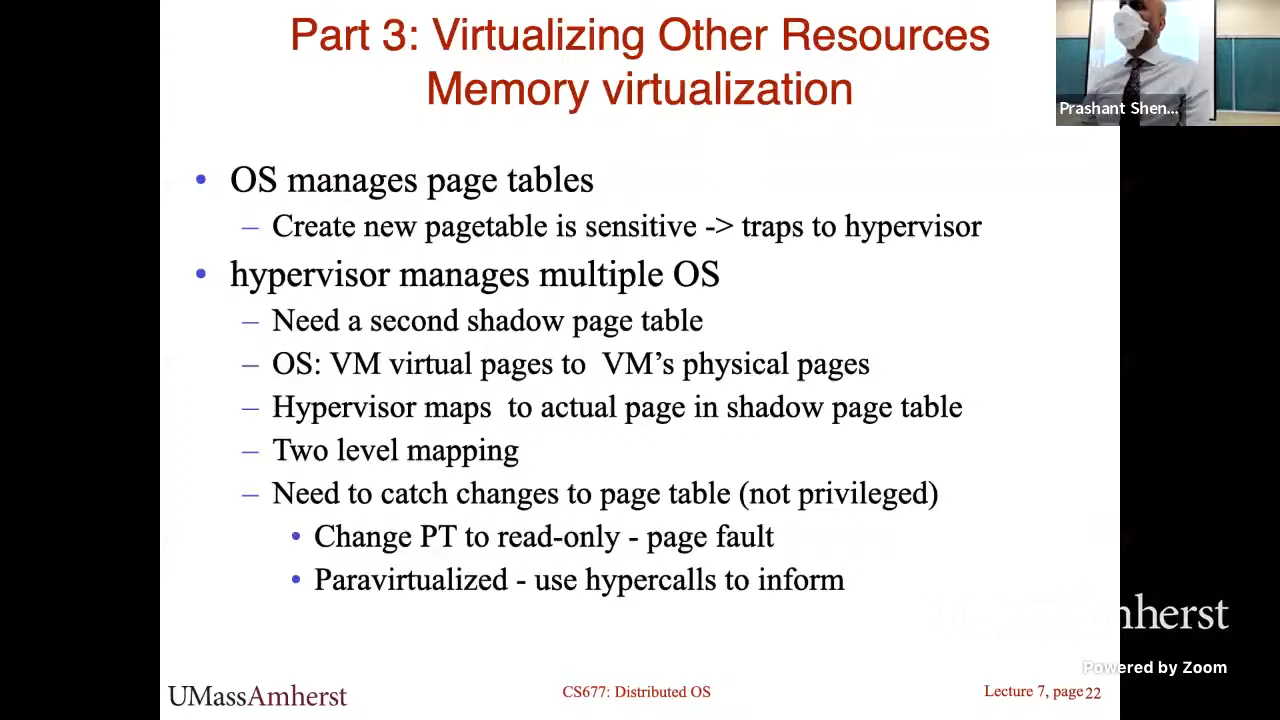 Part 3: Virtualizing Other Resources
Memory virtualization
Prashant Shen...
• OS manages page tables
– Create new pagetable is sensitive -> traps to hypervisor
• hypervisor manages multiple OS
– Need a second shadow page table
– OS: VM virtual pages to VM's physical pages
– Hypervisor maps to actual page in shadow page table
– Two level mapping
– Need to catch changes to page table (not privileged)
• Change PT to read-only - page fault
• Paravirtualized - use hypercalls to inform
mherst
Powered by Zoom
UMassAmherst
CS677: Distributed OS
Lecture 7, page 22